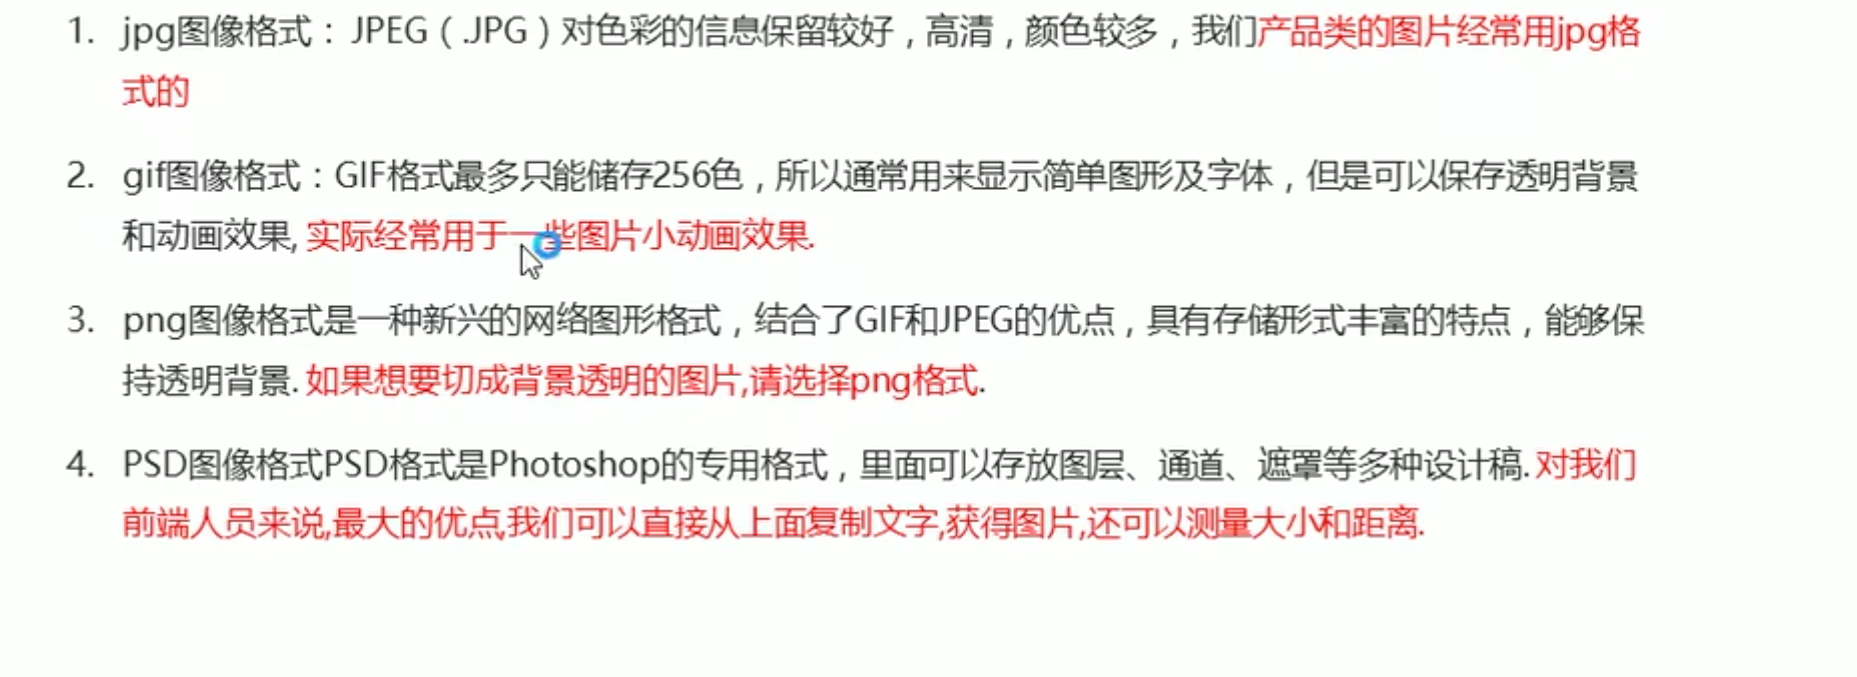 1. jpg图像格式：JPEG（.JPG）对色彩的信息保留较好，高清，颜色较多，我们产品类的图片经常用jpg格
式的
2. gif图像格式：GIF格式最多只能储存256色，所以通常用来显示简单图形及字体，但是可以保存透明背景
和动画效果, 实际经常用于一些图片小动画效果.
3. png图像格式是一种新兴的网络图形格式，结合了GIF和JPEG的优点，具有存储形式丰富的特点，能够保
持透明背景. 如果想要切成背景透明的图片,请选择png格式.
4. PSD图像格式PSD格式是Photoshop的专用格式，里面可以存放图层、通道、遮罩等多种设计稿. 对我们
前端人员来说,最大的优点,我们可以直接从上面复制文字,获得图片,还可以测量大小和距离.